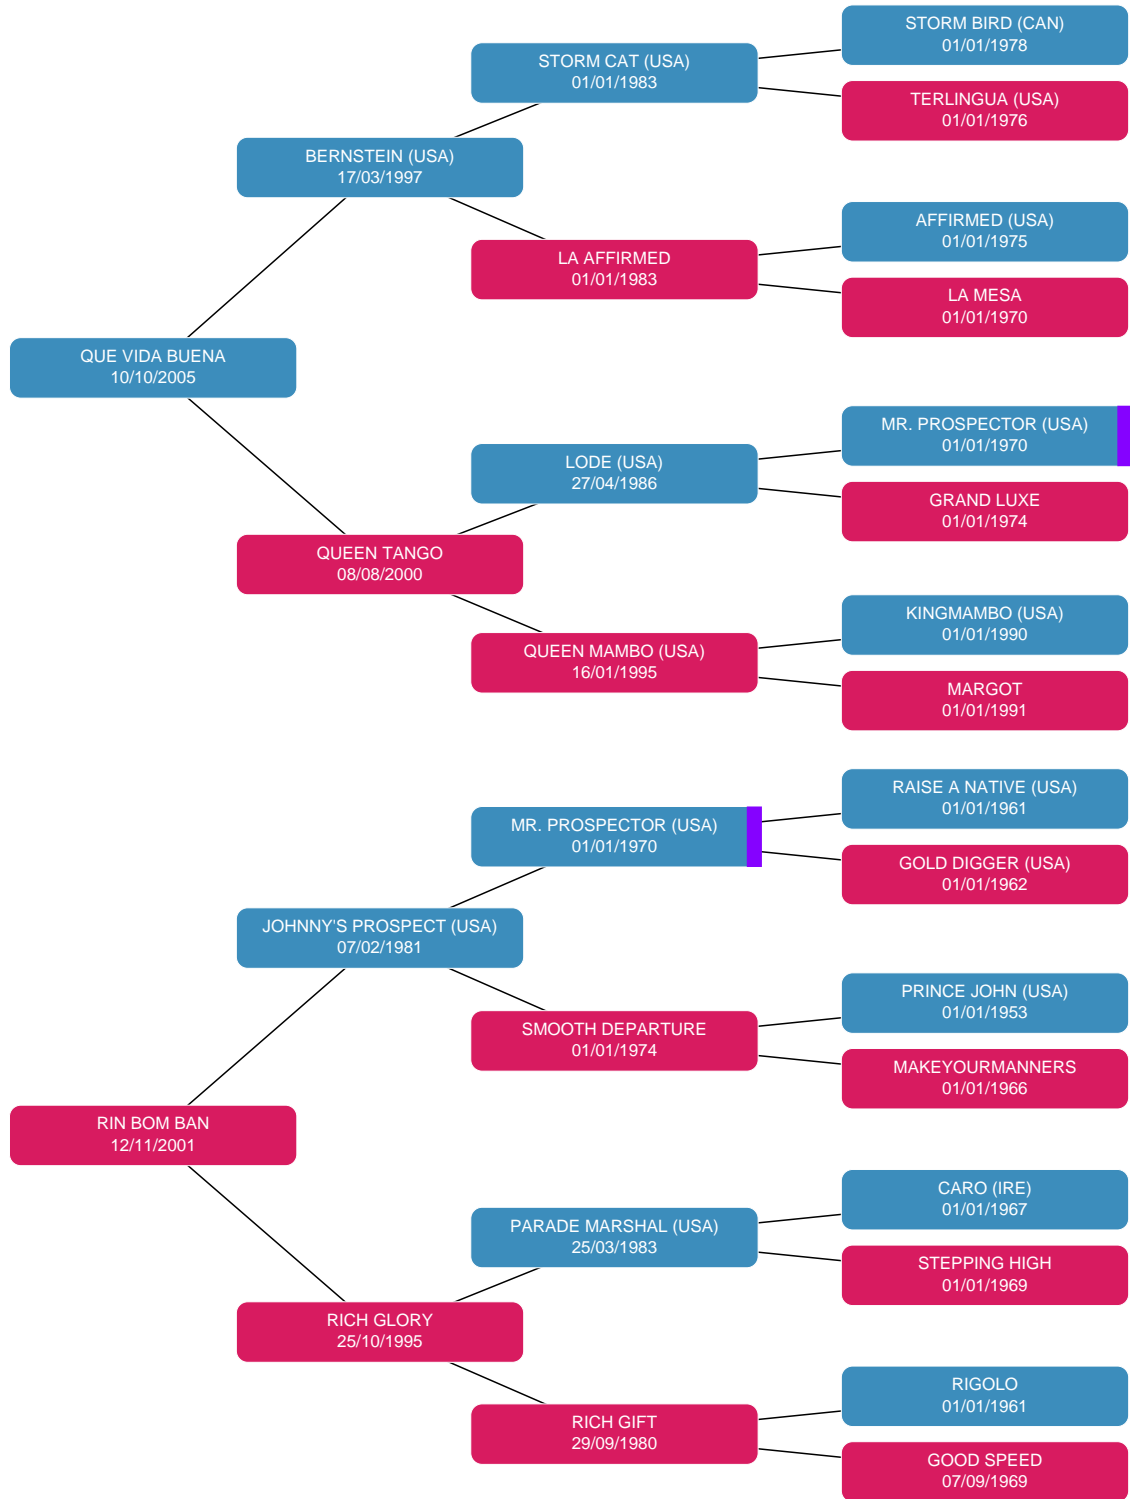 STORM BIRD (CAN)
01/01/1978
STORM CAT (USA)
01/01/1983
TERLINGUA (USA)
01/01/1976
BERNSTEIN (USA)
17/03/1997
AFFIRMED (USA)
01/01/1975
LA AFFIRMED
01/01/1983
LA MESA
01/01/1970
QUE VIDA BUENA
10/10/2005
MR. PROSPECTOR (USA)
01/01/1970
LODE (USA)
27/04/1986
GRAND LUXE
01/01/1974
QUEEN TANGO
08/08/2000
KINGMAMBO (USA)
01/01/1990
QUEEN MAMBO (USA)
16/01/1995
MARGOT
01/01/1991
RAISE A NATIVE (USA)
01/01/1961
MR. PROSPECTOR (USA)
01/01/1970
GOLD DIGGER (USA)
01/01/1962
JOHNNY'S PROSPECT (USA)
07/02/1981
PRINCE JOHN (USA)
01/01/1953
SMOOTH DEPARTURE
01/01/1974
MAKEYOURMANNERS
01/01/1966
RIN BOM BAN
12/11/2001
CARO (IRE)
01/01/1967
PARADE MARSHAL (USA)
25/03/1983
STEPPING HIGH
01/01/1969
RICH GLORY
25/10/1995
RIGOLO
01/01/1961
RICH GIFT
29/09/1980
GOOD SPEED
07/09/1969